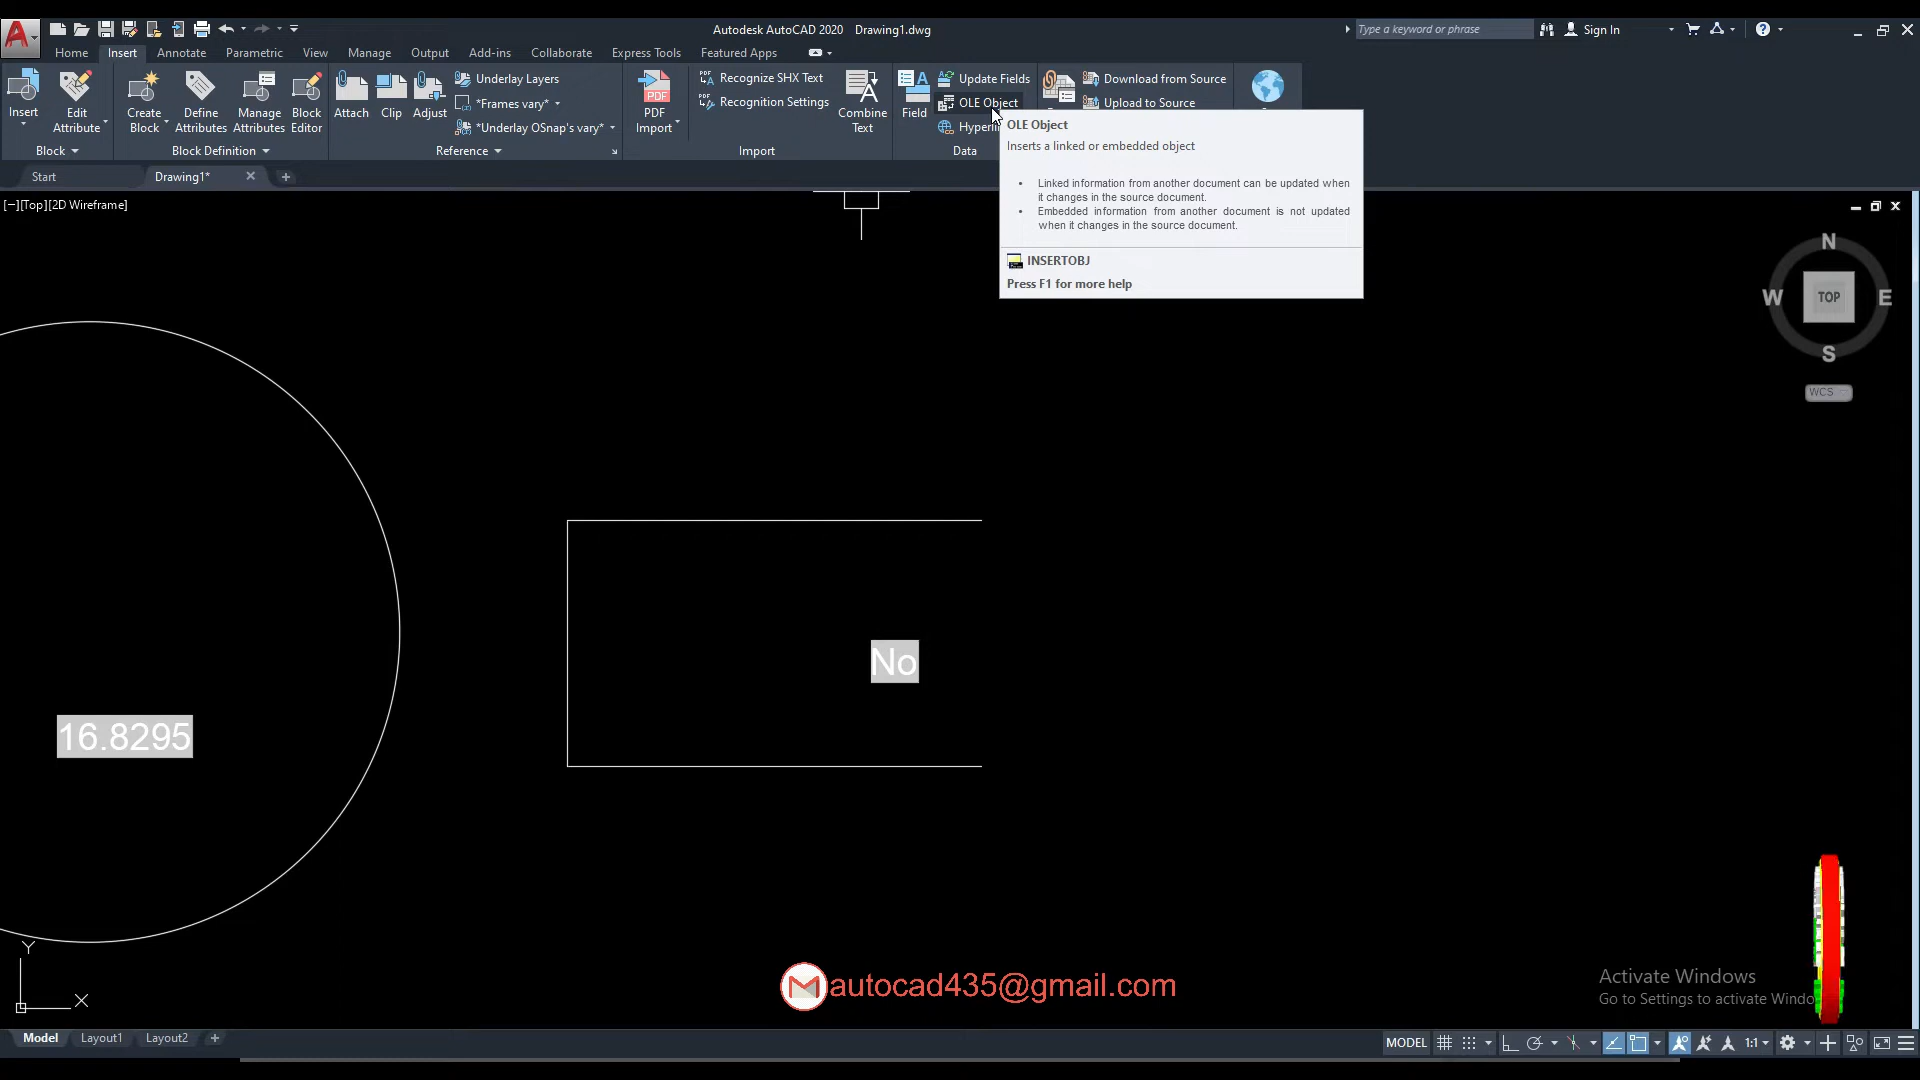 Autodesk AutoCAD 2020 Drawing1.dwg
Type a keyword or phrase
Sign In
Home Insert Annotate Parametric View Manage Output Add-ins Collaborate Express Tools Featured Apps
Insert
Edit Attribute
Create Block
Define Attributes
Manage Attributes
Block Editor
Attach
Clip
Adjust
Underlay Layers
*Frames vary*
*Underlay OSnap's vary*
PDF
PDF Import
Recognize SHX Text
Recognition Settings
Combine Text
Field
Update Fields
OLE Object
Download from Source
Upload to Source
Block
Block Definition
Reference
Import
Data
Start
Drawing1*
OLE Object
Inserts a linked or embedded object
• Linked information from another document can be updated when
it changes in the source document.
• Embedded information from another document is not updated
when it changes in the source document.
INSERTOBJ
Press F1 for more help
[−][Top][2D Wireframe]
N
W
TOP
E
S
WCS
No
16.8295
Y
X
autocad435@gmail.com
Activate Windows
Model Layout1 Layout2
MODEL
1:1